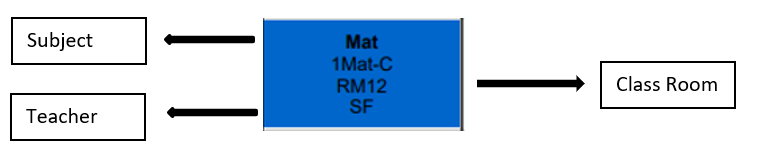 Subject
Teacher
Mat
1Mat-C
RM12
SF
Class Room